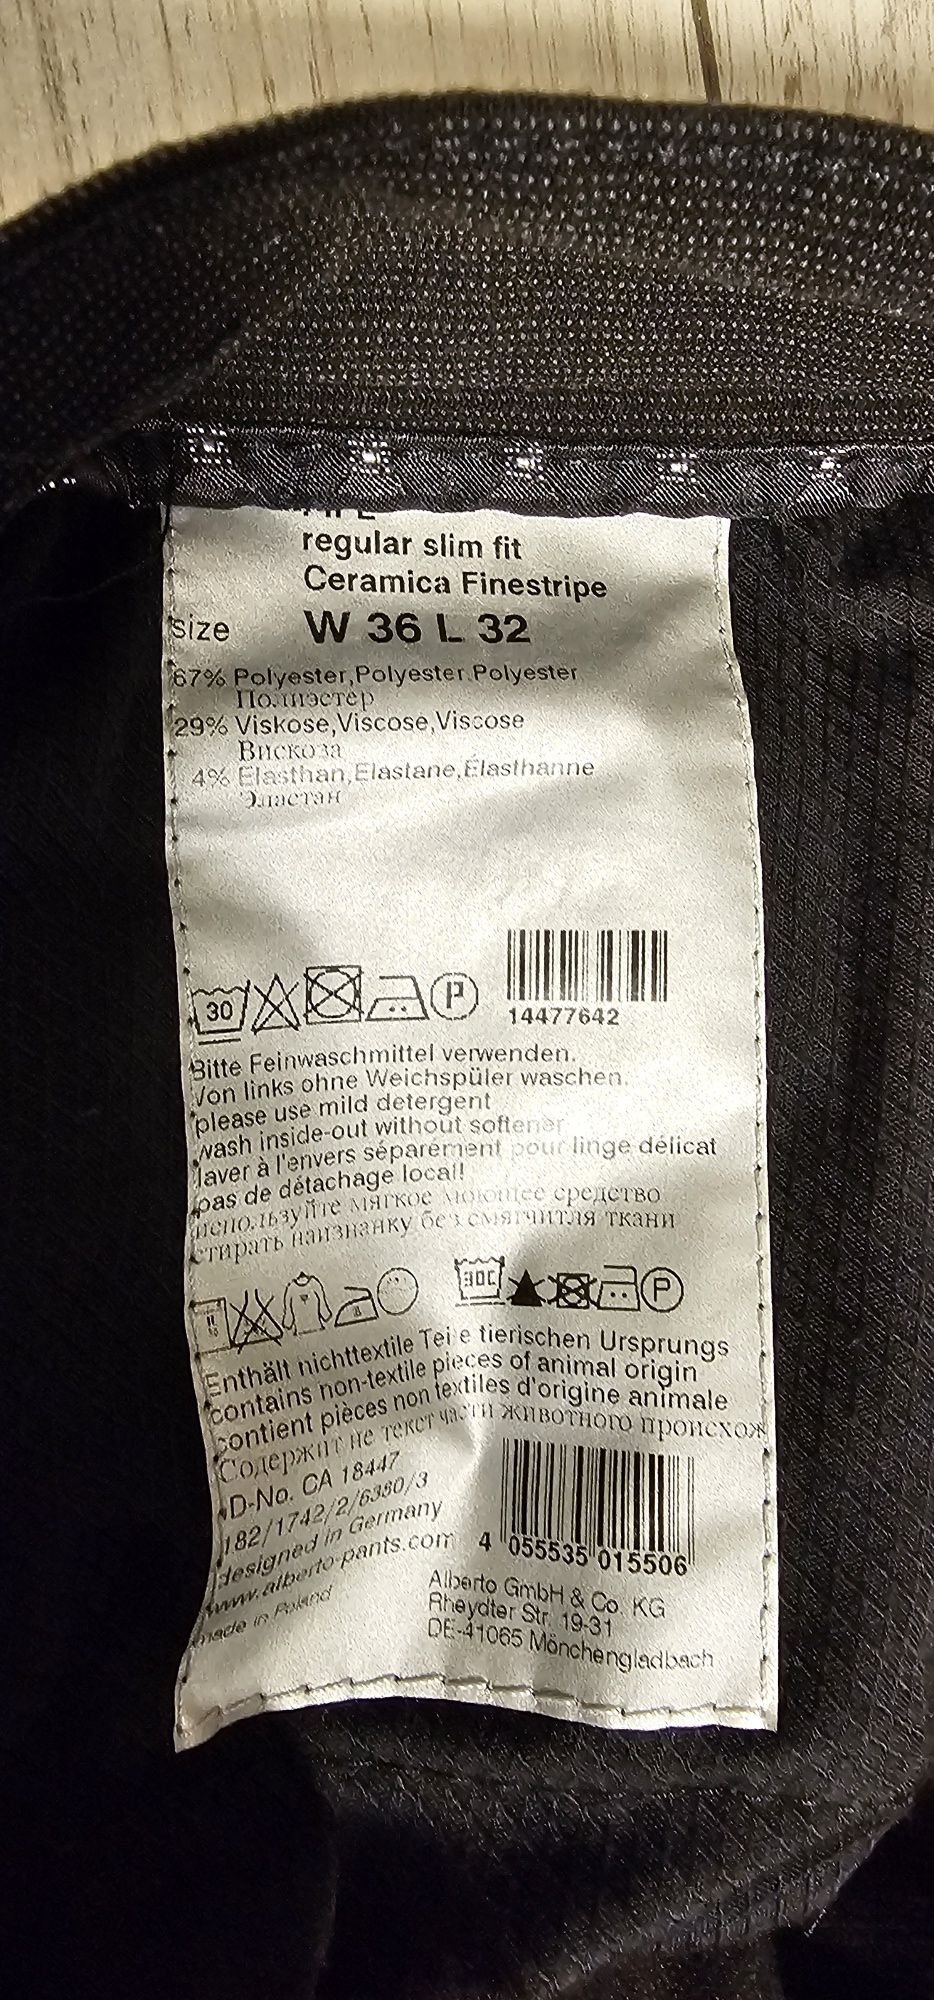 regular slim fit
Ceramica Finestripe
size W 36 L 32
67% Polyester,Polyester,Polyester
Полиэстер
29% Viskose,Viscose,Viscose
Вискоза
4% Elasthan,Elastane,Élasthanne
Эластан
30
P
14477642
Bitte Feinwaschmittel verwenden.
Von links ohne Weichspüler waschen.
please use mild detergent
wash inside-out without softener
laver à l'envers séparément pour linge délicat
pas de détachage local!
используйте мягкое моющее средство
стирать наизнанку без смягчитля ткани
30C
P
Enthält nichttextile Teile tierischen Ursprungs
contains non-textile pieces of animal origin
contient pièces non textiles d'origine animale
Содержит не текст части животного происхож
D-No. CA 18447
182/1742/2/6350/3
designed in Germany
www.alberto-pants.com
made in Poland
4 055535 015506
Alberto GmbH & Co. KG
Rheydter Str. 19-31
DE-41065 Mönchengladbach